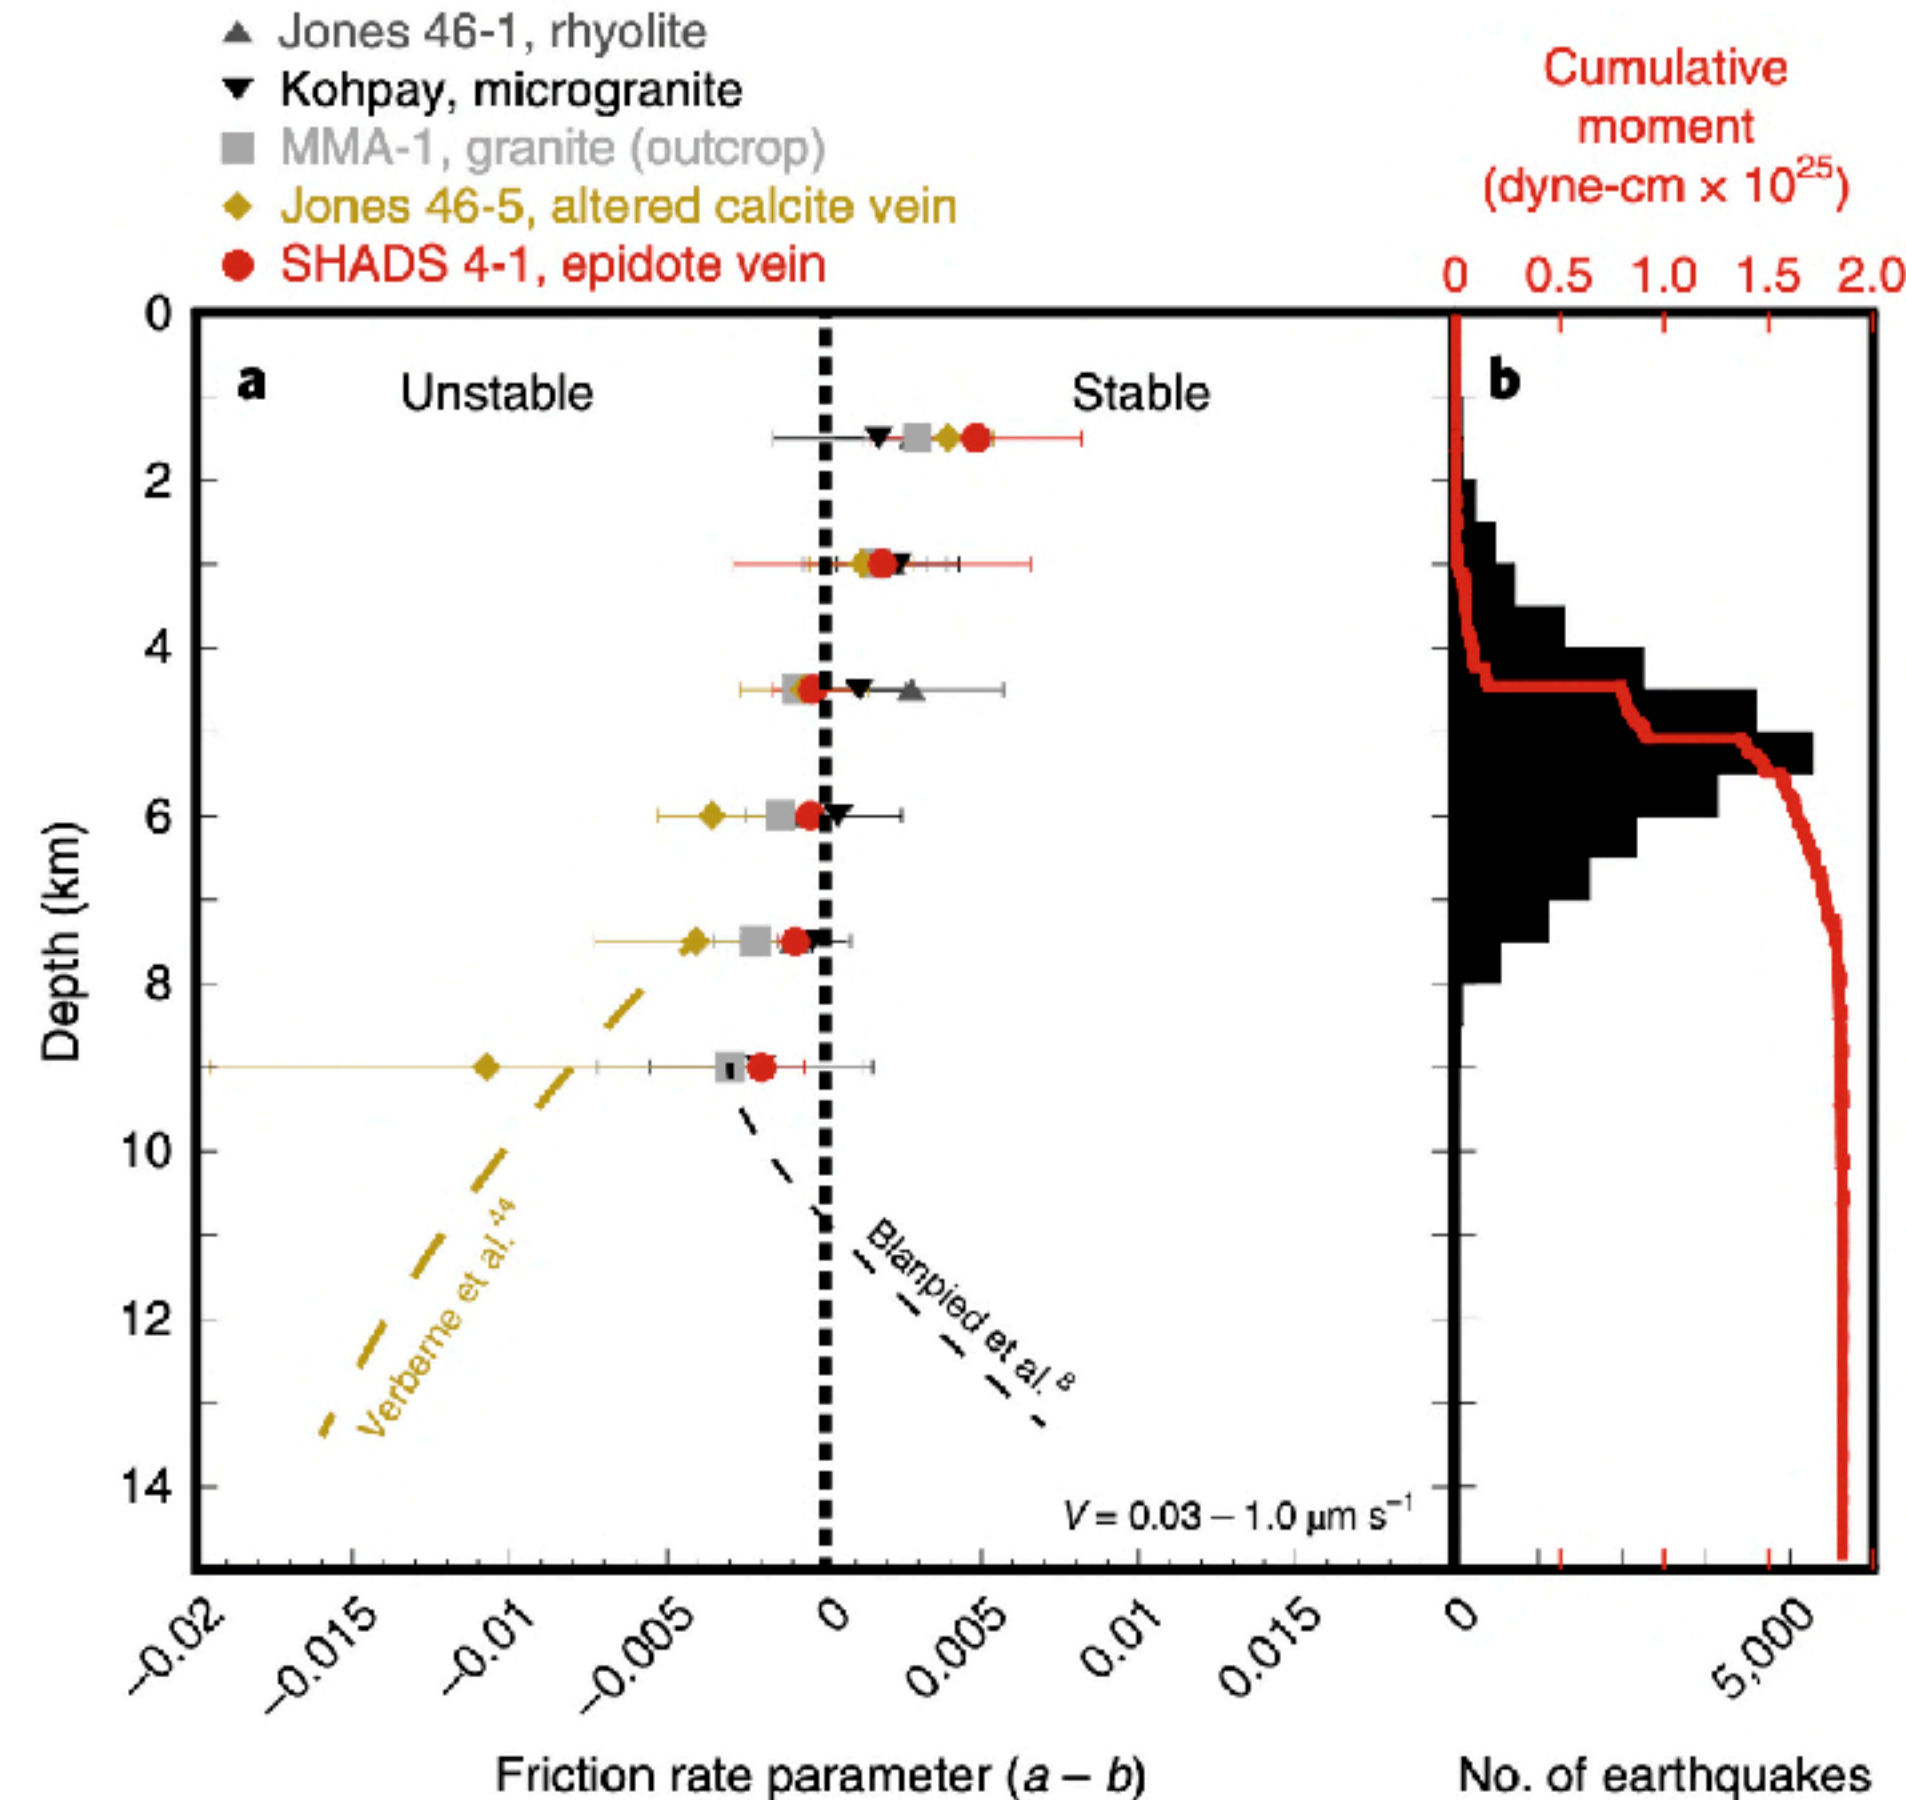 Jones 46-1, rhyolite
Kohpay, microgranite
MMA-1, granite (outcrop)
Jones 46-5, altered calcite vein
SHADS 4-1, epidote vein
Cumulative
moment
(dyne-cm × 10²⁵)
0 0.5 1.0 1.5 2.0
a
Unstable
Stable
b
0
2
4
6
8
10
12
14
Depth (km)
Verberne et al.⁴⁴
Blanpied et al.⁸
V = 0.03 – 1.0 μm s⁻¹
–0.02 –0.015 –0.01 –0.005 0 0.005 0.01 0.015
0 5,000
Friction rate parameter (a – b)
No. of earthquakes